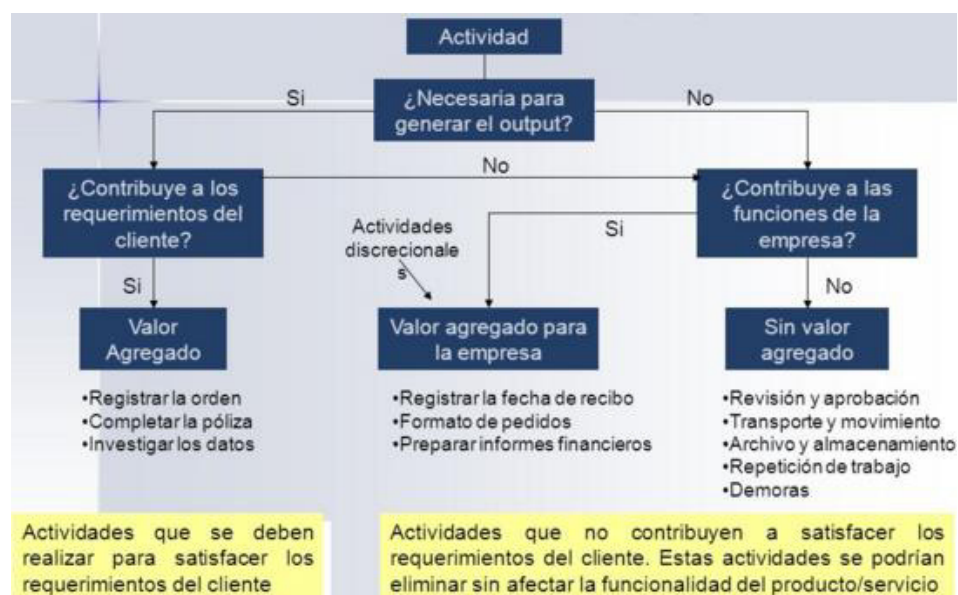 Actividad
¿Necesaria para
generar el output?
Si
No
¿Contribuye a los
requerimientos del
cliente?
No
¿Contribuye a las
funciones de la
empresa?
Actividades
discrecionale
s
Si
Si
No
Valor
Agregado
Valor agregado para
la empresa
Sin valor
agregado
•Registrar la orden
•Completar la póliza
•Investigar los datos
•Registrar la fecha de recibo
•Formato de pedidos
•Preparar informes financieros
•Revisión y aprobación
•Transporte y movimiento
•Archivo y almacenamiento
•Repetición de trabajo
•Demoras
Actividades que se deben
realizar para satisfacer los
requerimientos del cliente
Actividades que no contribuyen a satisfacer los
requerimientos del cliente. Estas actividades se podrían
eliminar sin afectar la funcionalidad del producto/servicio